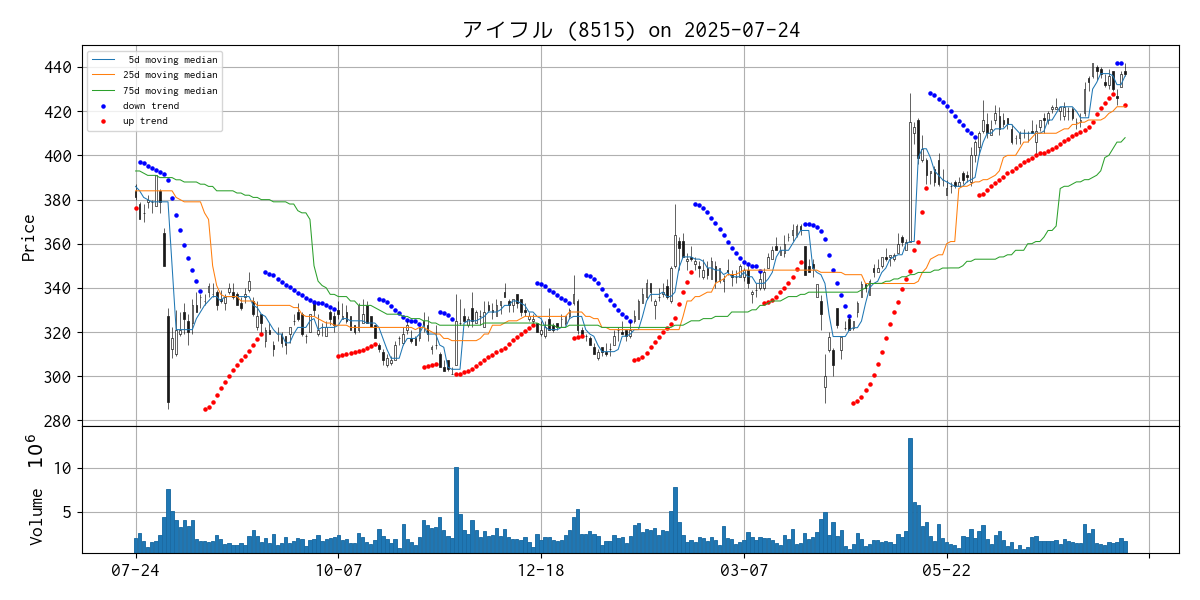 アイフル (8515) on 2025-07-24
5d moving median
25d moving median
75d moving median
down trend
up trend
Price
440
420
400
380
360
340
320
300
280
Volume 10^6
10
5
07-24
10-07
12-18
03-07
05-22